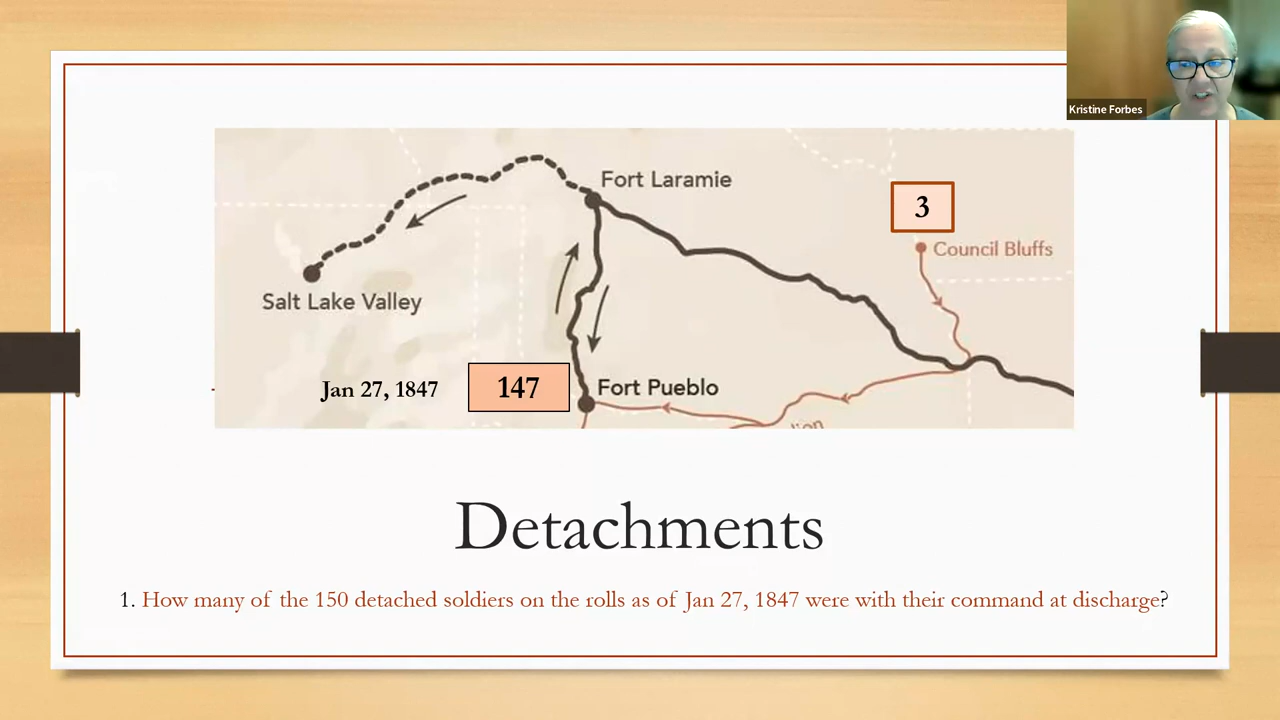 Kristine Forbes
Fort Laramie
3
Council Bluffs
Salt Lake Valley
Jan 27, 1847
147
Fort Pueblo
Detachments
1. How many of the 150 detached soldiers on the rolls as of Jan 27, 1847 were with their command at discharge?